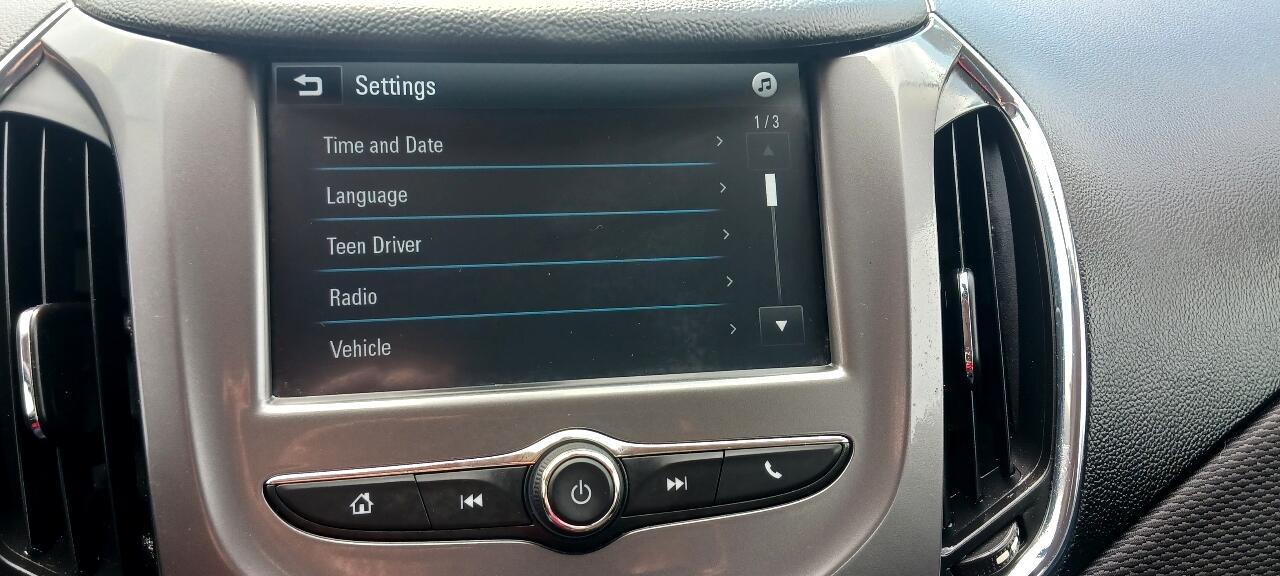 Settings
1/3
Time and Date
Language
Teen Driver
Radio
Vehicle